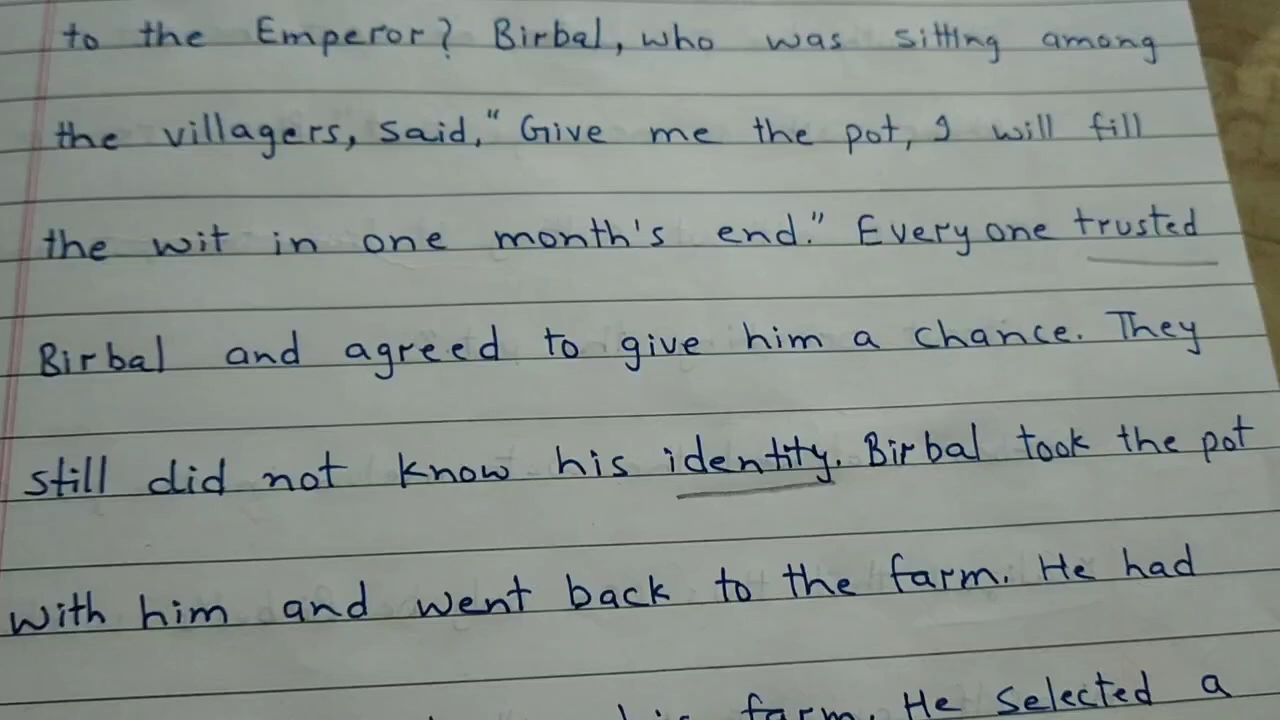 to the Emperor? Birbal, who was sitting among
the villagers, said, "Give me the pot, I will fill
the wit in one month's end." Everyone trusted
Birbal and agreed to give him a chance. They
still did not know his identity. Birbal took the pot
with him and went back to the farm. He had
farm. He selected a